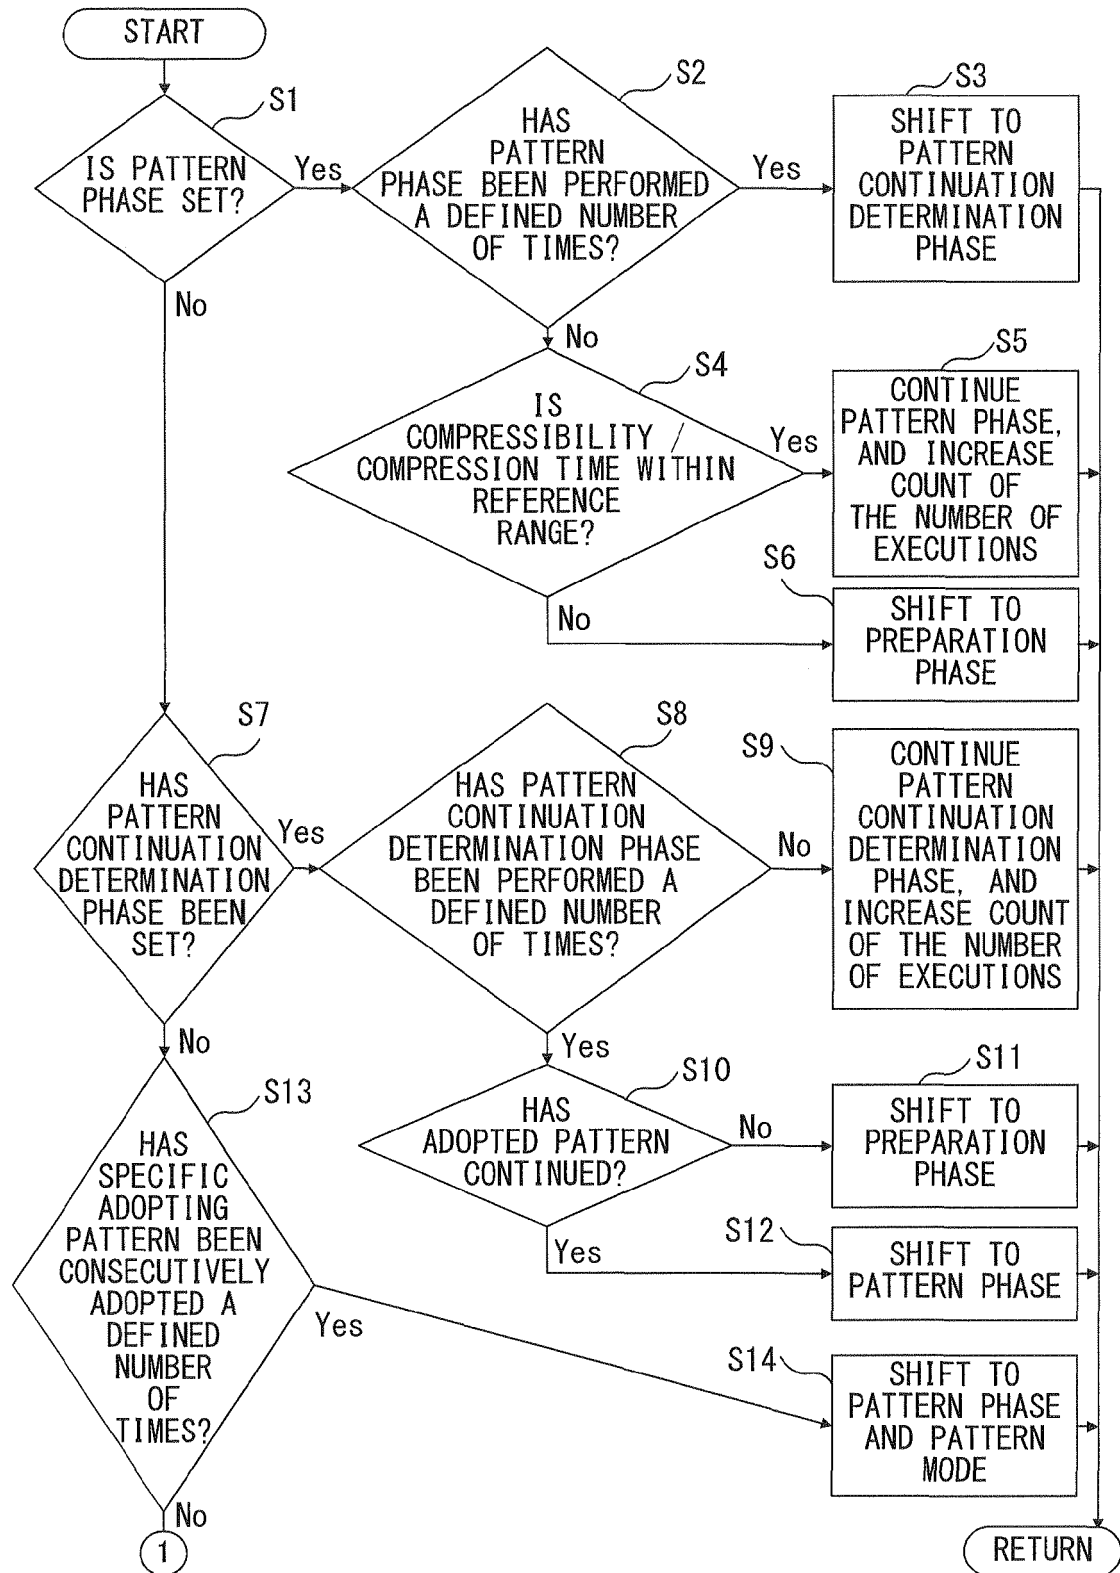 START
S1
IS PATTERN
PHASE SET?
Yes
No
S2
HAS
PATTERN
PHASE BEEN PERFORMED
A DEFINED NUMBER
OF TIMES?
Yes
No
S3
SHIFT TO
PATTERN
CONTINUATION
DETERMINATION
PHASE
S4
IS
COMPRESSIBILITY /
COMPRESSION TIME WITHIN
REFERENCE
RANGE?
Yes
No
S5
CONTINUE
PATTERN PHASE,
AND INCREASE
COUNT OF
THE NUMBER OF
EXECUTIONS
S6
SHIFT TO
PREPARATION
PHASE
S7
HAS
PATTERN
CONTINUATION
DETERMINATION
PHASE BEEN
SET?
Yes
No
S8
HAS PATTERN
CONTINUATION
DETERMINATION PHASE
BEEN PERFORMED A
DEFINED NUMBER
OF TIMES?
No
Yes
S9
CONTINUE
PATTERN
CONTINUATION
DETERMINATION
PHASE, AND
INCREASE COUNT
OF THE NUMBER
OF EXECUTIONS
S10
HAS
ADOPTED PATTERN
CONTINUED?
No
Yes
S11
SHIFT TO
PREPARATION
PHASE
S12
SHIFT TO
PATTERN PHASE
S13
HAS
SPECIFIC
ADOPTING
PATTERN BEEN
CONSECUTIVELY
ADOPTED A
DEFINED
NUMBER
OF
TIMES?
Yes
No
S14
SHIFT TO
PATTERN PHASE
AND PATTERN
MODE
1
RETURN